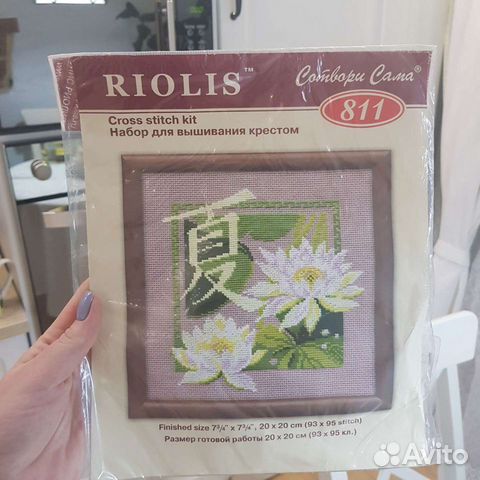 RIOLIS™
Сотвори Сама®
811
Cross stitch kit
Набор для вышивания крестом
夏
Finished size 7¾" x 7¾", 20 x 20 cm (93 x 95 stitch)
Размер готовой работы 20 x 20 см (93 x 95 кл.)
Avito